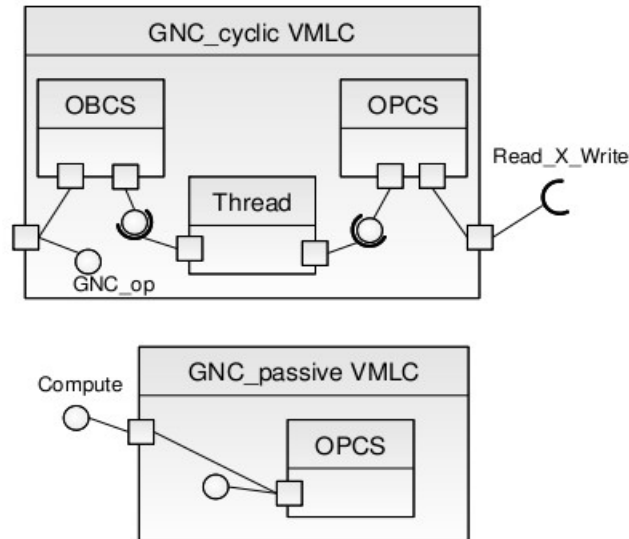 GNC_cyclic VMLC
OBCS
OPCS
Read_X_Write
Thread
GNC_op
GNC_passive VMLC
Compute
OPCS